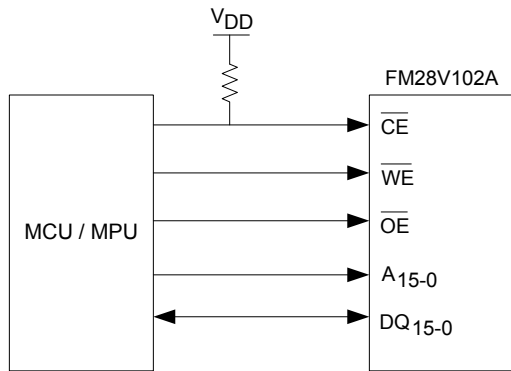 VDD
FM28V102A
CE
WE
MCU / MPU
OE
A15-0
DQ15-0